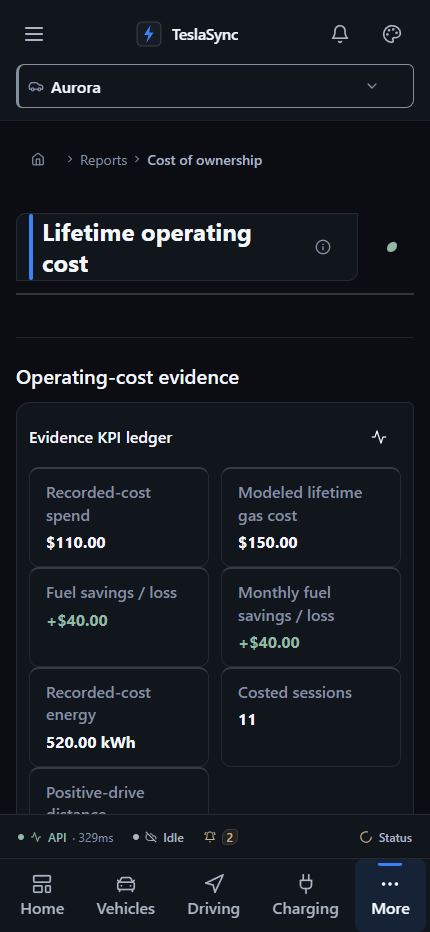 TeslaSync
Aurora
Reports
Cost of ownership
Lifetime operating
cost
Operating-cost evidence
Evidence KPI ledger
Recorded-cost
spend
$110.00
Modeled lifetime
gas cost
$150.00
Fuel savings / loss
+$40.00
Monthly fuel
savings / loss
+$40.00
Recorded-cost
energy
520.00 kWh
Costed sessions
11
Positive-drive
distance
API · 329ms
Idle
2
Status
Home
Vehicles
Driving
Charging
More